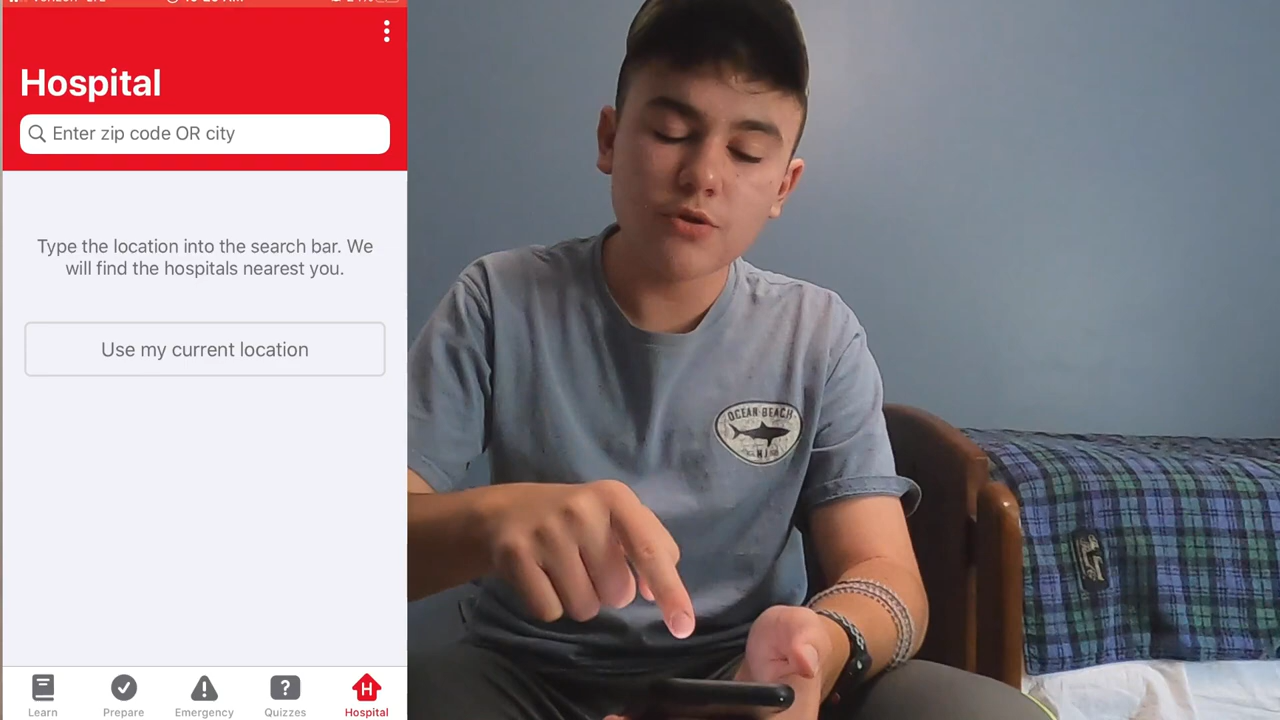 Hospital
Enter zip code OR city
Type the location into the search bar. We
will find the hospitals nearest you.
Use my current location
Learn
Prepare
Emergency
Quizzes
?
H
Hospital
OCEAN BEACH
NJ